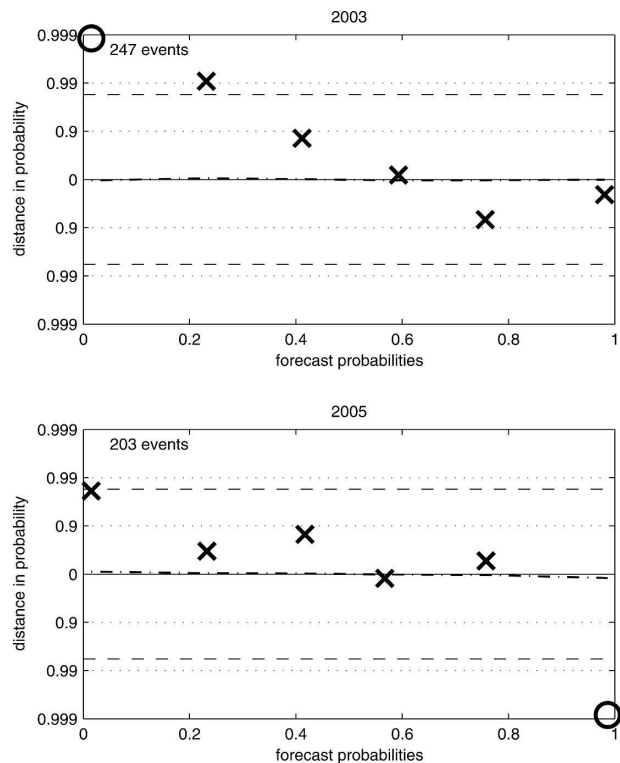 2003
0.999
247 events
0.99
0.9
0
0.9
0.99
0.999
distance in probability
0 0.2 0.4 0.6 0.8 1
forecast probabilities
2005
0.999
203 events
0.99
0.9
0
0.9
0.99
0.999
distance in probability
0 0.2 0.4 0.6 0.8 1
forecast probabilities